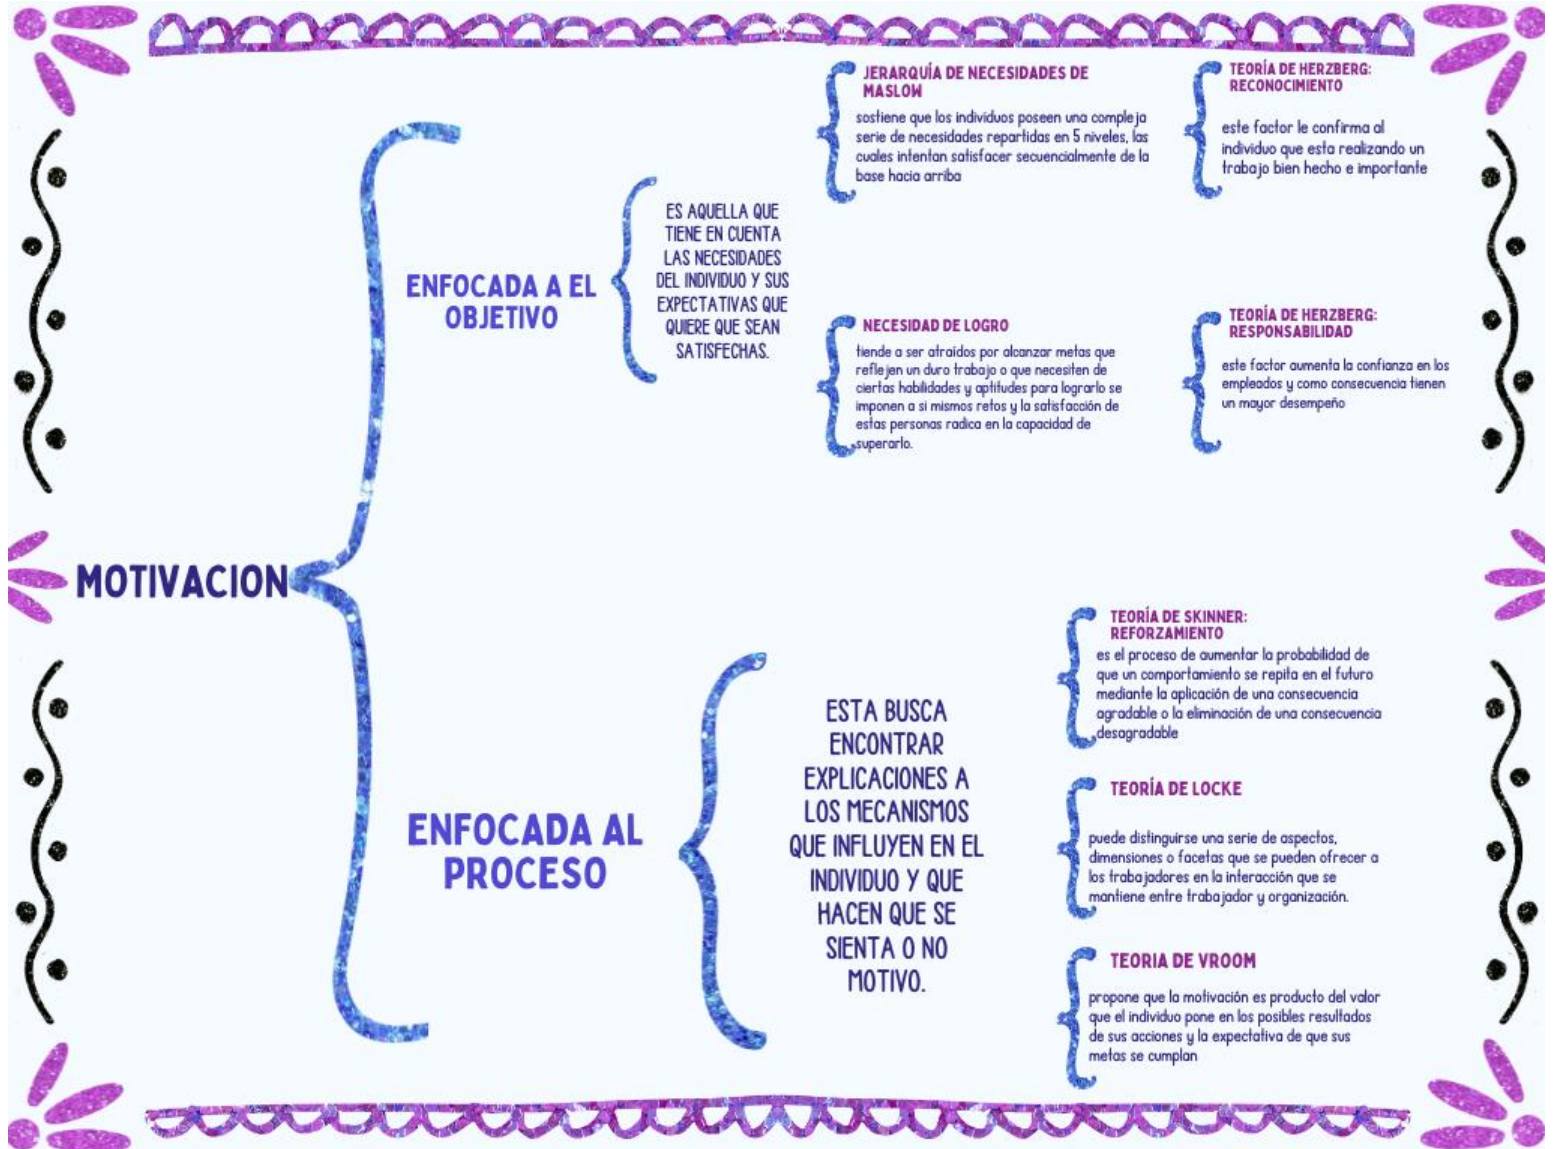 MOTIVACION
ENFOCADA A EL
OBJETIVO
ES AQUELLA QUE
TIENE EN CUENTA
LAS NECESIDADES
DEL INDIVIDUO Y SUS
EXPECTATIVAS QUE
QUIERE QUE SEAN
SATISFECHAS.
JERARQUÍA DE NECESIDADES DE
MASLOW
sostiene que los individuos poseen una compleja
serie de necesidades repartidas en 5 niveles, las
cuales intentan satisfacer secuencialmente de la
base hacia arriba
TEORÍA DE HERZBERG:
RECONOCIMIENTO
este factor le confirma al
individuo que esta realizando un
trabajo bien hecho e importante
NECESIDAD DE LOGRO
tiende a ser atraídos por alcanzar metas que
reflejen un duro trabajo o que necesiten de
ciertas habilidades y aptitudes para lograrlo se
imponen a si mismos retos y la satisfacción de
estas personas radica en la capacidad de
superarlo.
TEORÍA DE HERZBERG:
RESPONSABILIDAD
este factor aumenta la confianza en los
empleados y como consecuencia tienen
un mayor desempeño
ENFOCADA AL
PROCESO
ESTA BUSCA
ENCONTRAR
EXPLICACIONES A
LOS MECANISMOS
QUE INFLUYEN EN EL
INDIVIDUO Y QUE
HACEN QUE SE
SIENTA O NO
MOTIVO.
TEORÍA DE SKINNER:
REFORZAMIENTO
es el proceso de aumentar la probabilidad de
que un comportamiento se repita en el futuro
mediante la aplicación de una consecuencia
agradable o la eliminación de una consecuencia
desagradable
TEORÍA DE LOCKE
puede distinguirse una serie de aspectos,
dimensiones o facetas que se pueden ofrecer a
los trabajadores en la interacción que se
mantiene entre trabajador y organización.
TEORIA DE VROOM
propone que la motivación es producto del valor
que el individuo pone en los posibles resultados
de sus acciones y la expectativa de que sus
metas se cumplan